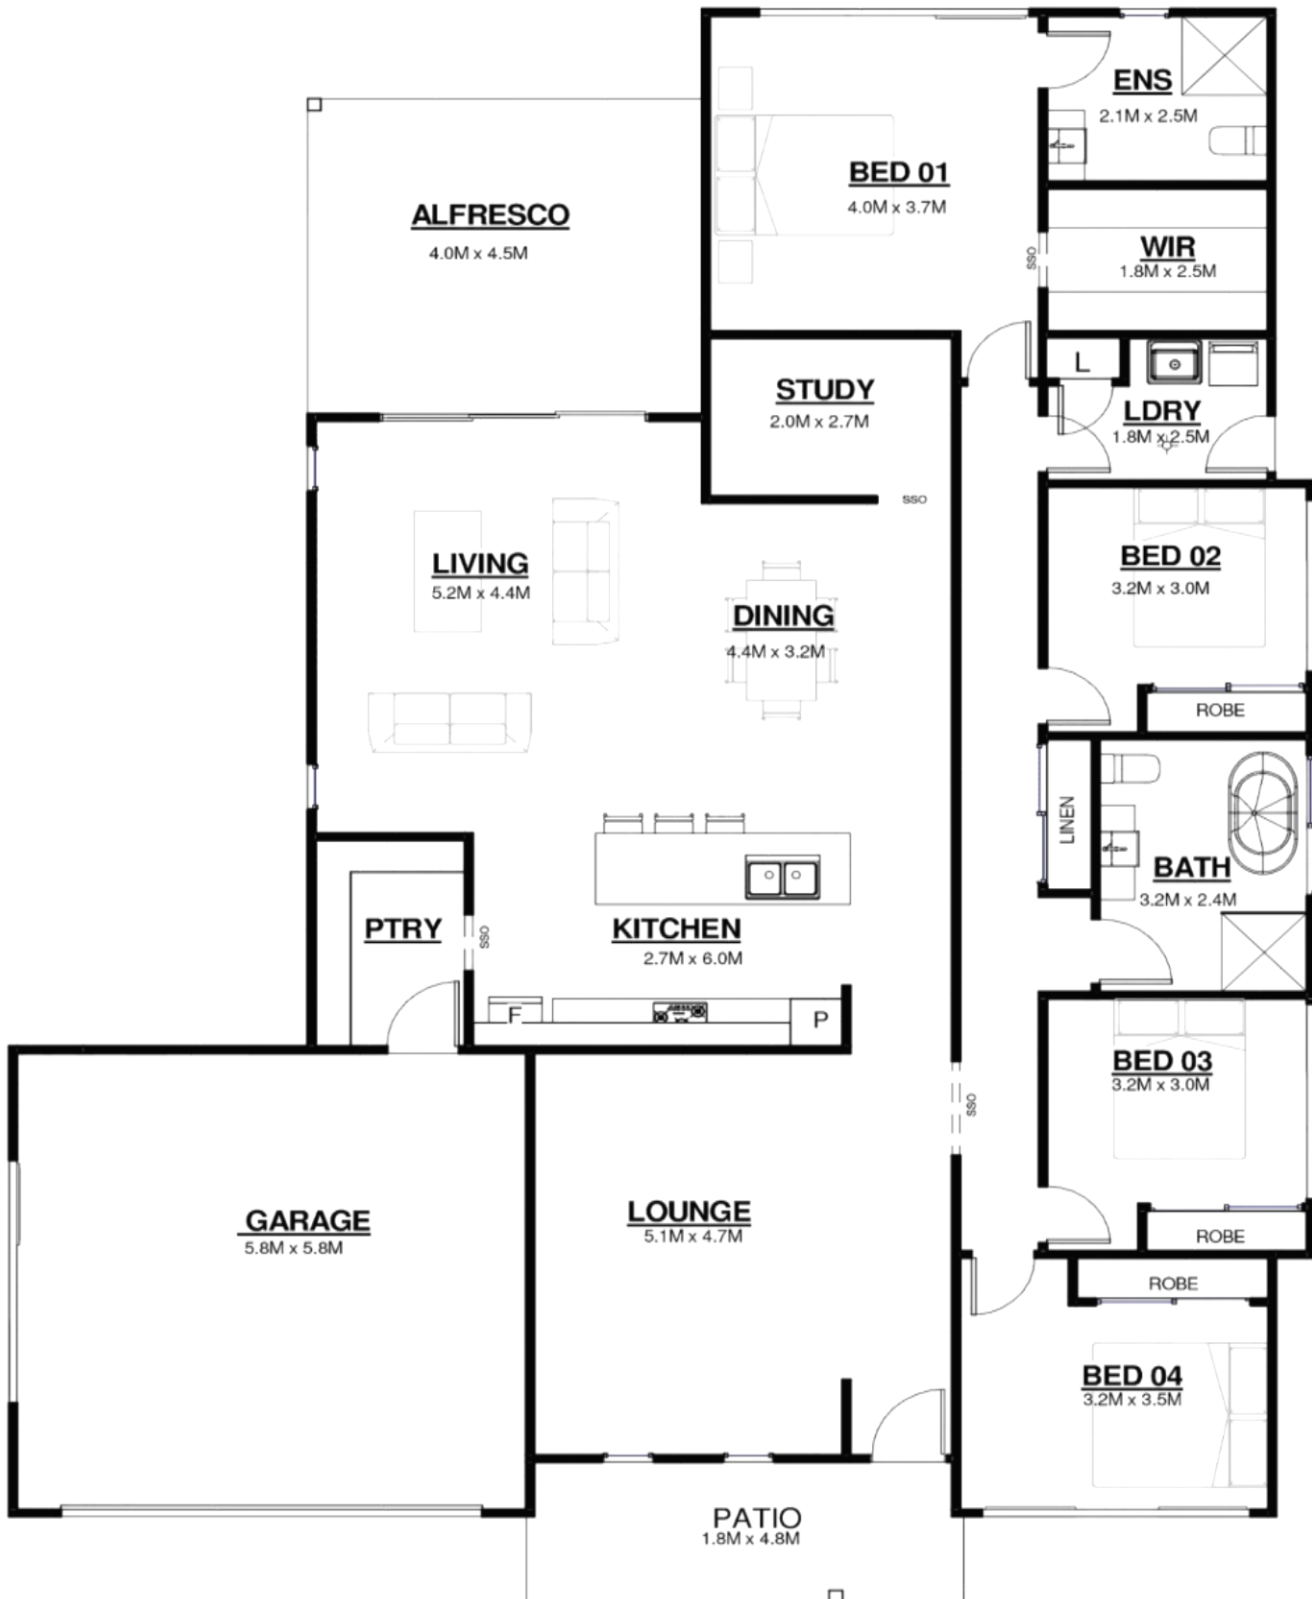 ENS
2.1M x 2.5M
BED 01
4.0M x 3.7M
ALFRESCO
4.0M x 4.5M
WIR
1.8M x 2.5M
SSO
L
STUDY
2.0M x 2.7M
LDRY
1.8M x 2.5M
SSO
LIVING
5.2M x 4.4M
BED 02
3.2M x 3.0M
DINING
4.4M x 3.2M
ROBE
LINEN
BATH
3.2M x 2.4M
PTRY
SSO
KITCHEN
2.7M x 6.0M
F
P
BED 03
3.2M x 3.0M
SSO
GARAGE
5.8M x 5.8M
LOUNGE
5.1M x 4.7M
ROBE
ROBE
BED 04
3.2M x 3.5M
PATIO
1.8M x 4.8M